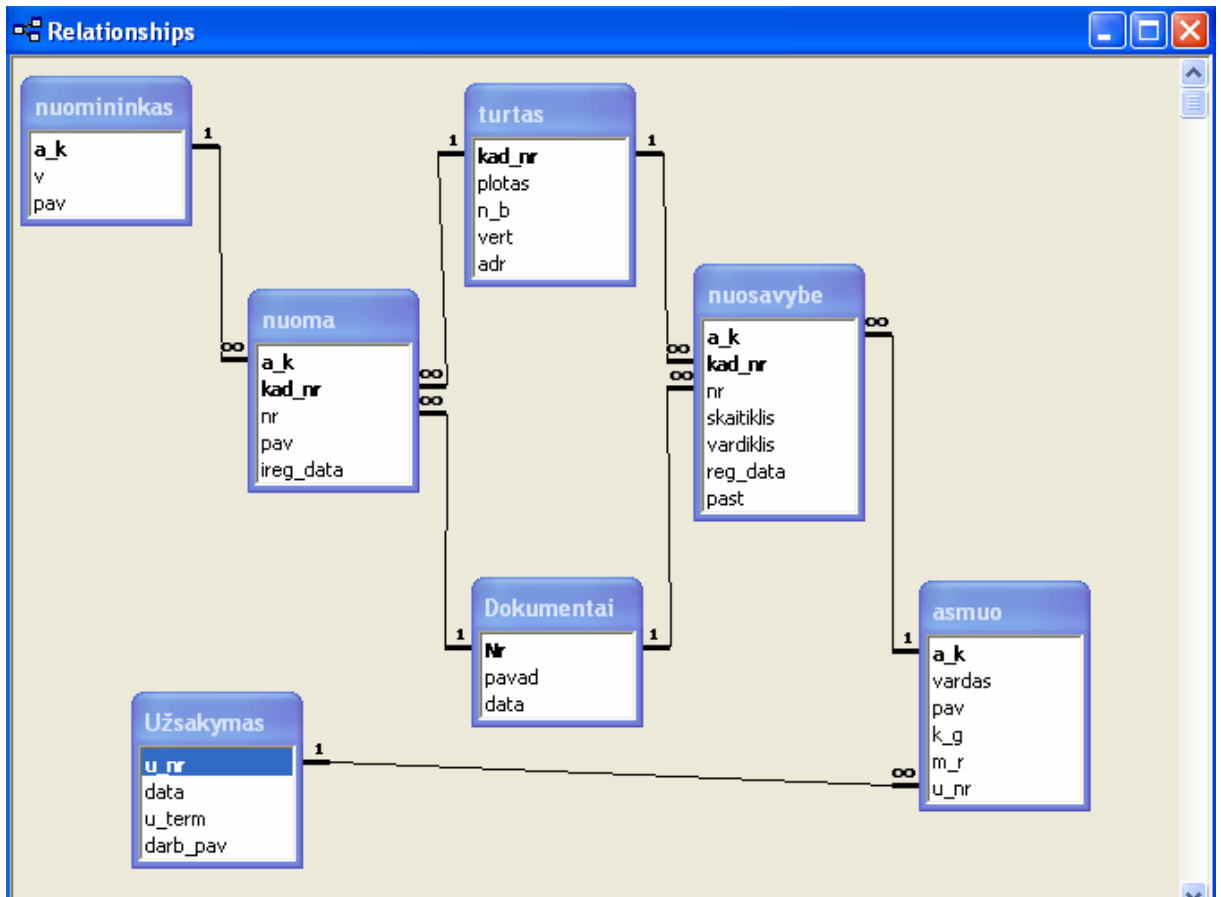 Relationships
nuomininkas
a_k
v
pav
1
turtas
kad_nr
plotas
n_b
vert
adr
1
1
nuoma
a_k
kad_nr
nr
pav
ireg_data
∞
∞
∞
nuosavybe
a_k
kad_nr
nr
skaitiklis
vardiklis
reg_data
past
∞
∞
∞
Dokumentai
Nr
pavad
data
1
1
asmuo
a_k
vardas
pav
k_g
m_r
u_nr
1
∞
Užsakymas
u_nr
data
u_term
darb_pav
1